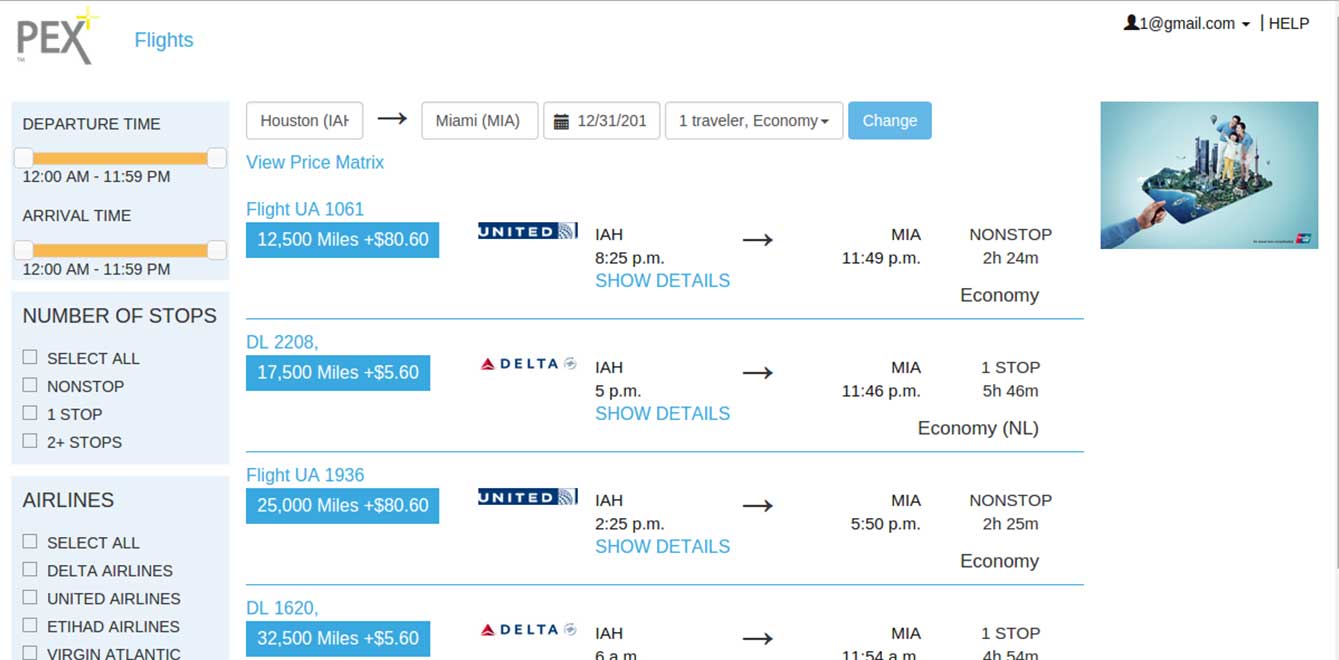 PEX
TM
Flights
1@gmail.com | HELP
DEPARTURE TIME
12:00 AM - 11:59 PM
ARRIVAL TIME
12:00 AM - 11:59 PM
NUMBER OF STOPS
SELECT ALL
NONSTOP
1 STOP
2+ STOPS
AIRLINES
SELECT ALL
DELTA AIRLINES
UNITED AIRLINES
ETIHAD AIRLINES
VIRGIN ATLANTIC
Houston (IAH → Miami (MIA) 12/31/201 1 traveler, Economy Change
View Price Matrix
Flight UA 1061
12,500 Miles +$80.60 UNITED IAH → MIA NONSTOP
8:25 p.m. 11:49 p.m. 2h 24m
SHOW DETAILS
Economy
DL 2208,
17,500 Miles +$5.60 DELTA IAH → MIA 1 STOP
5 p.m. 11:46 p.m. 5h 46m
SHOW DETAILS
Economy (NL)
Flight UA 1936
25,000 Miles +$80.60 UNITED IAH → MIA NONSTOP
2:25 p.m. 5:50 p.m. 2h 25m
SHOW DETAILS
Economy
DL 1620,
32,500 Miles +$5.60 DELTA IAH → MIA 1 STOP
6 a.m. 11:54 a.m. 4h 54m